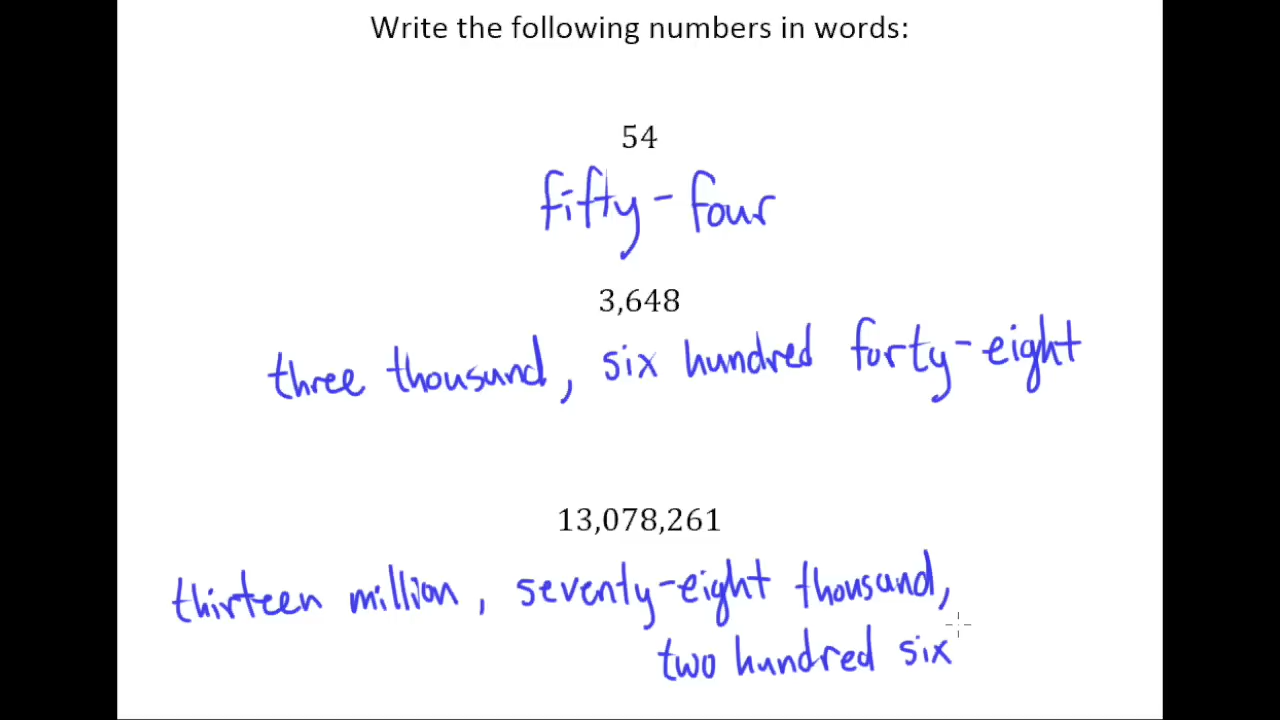 Write the following numbers in words:
54
fifty-four
3,648
three thousand, six hundred forty-eight
13,078,261
thirteen million, seventy-eight thousand,
two hundred six